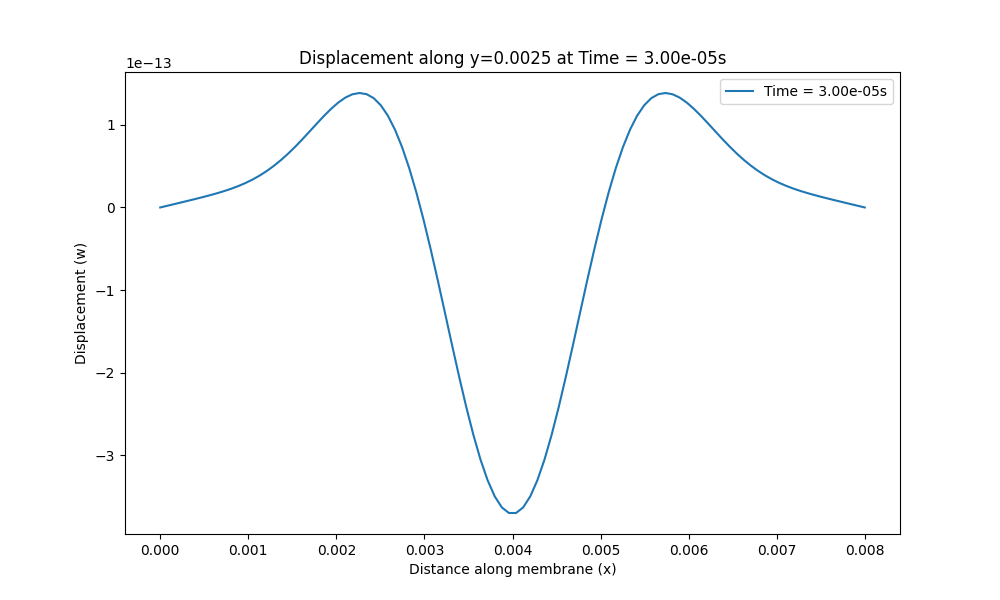 Displacement along y=0.0025 at Time = 3.00e-05s
1e−13
Time = 3.00e-05s
1
0
−1
−2
−3
Displacement (w)
0.000 0.001 0.002 0.003 0.004 0.005 0.006 0.007 0.008
Distance along membrane (x)